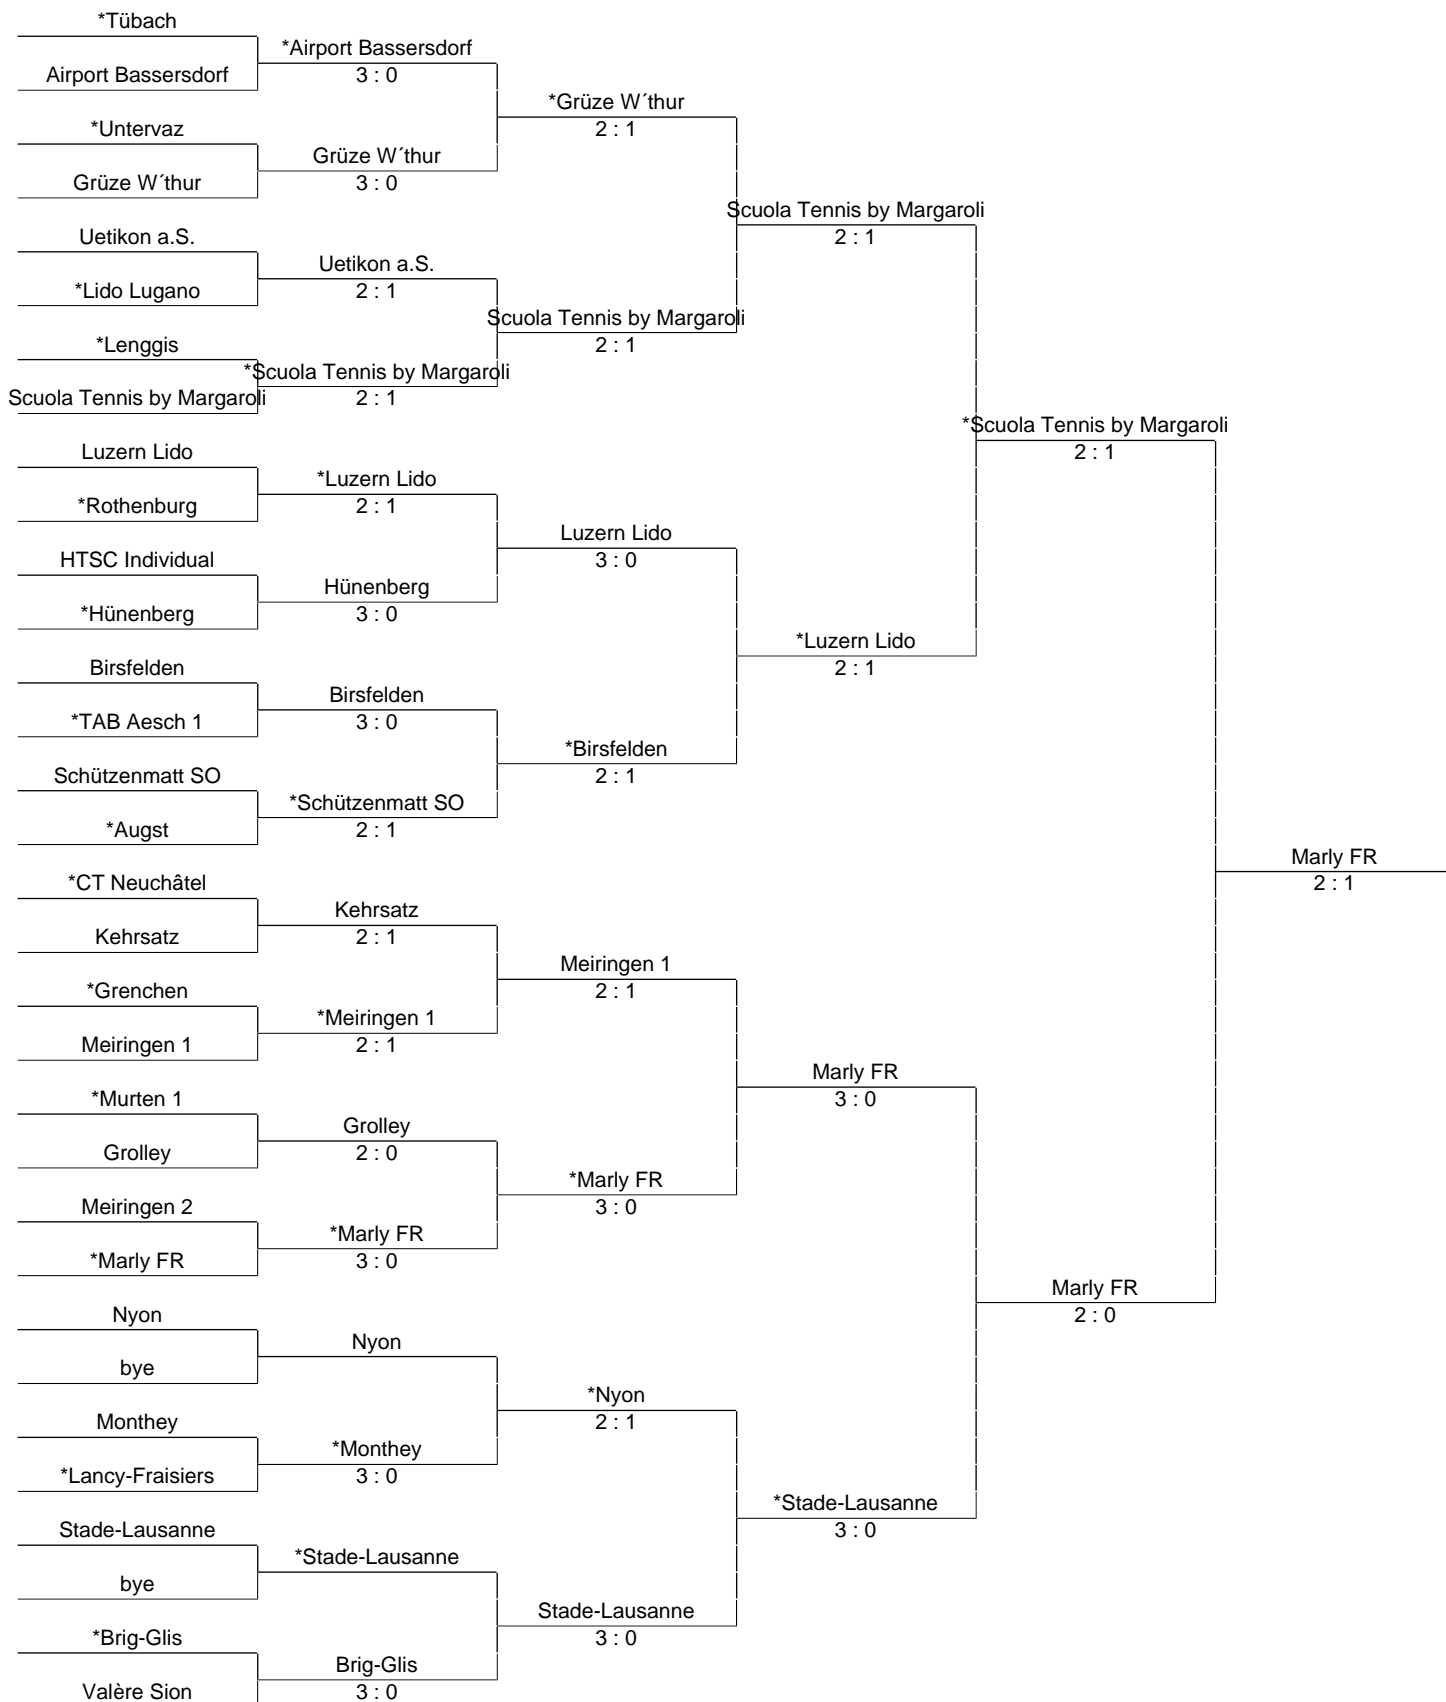 *Tübach
Airport Bassersdorf
*Untervaz
Grüze W´thur
Uetikon a.S.
*Lido Lugano
*Lenggis
Scuola Tennis by Margaroli
Luzern Lido
*Rothenburg
HTSC Individual
*Hünenberg
Birsfelden
*TAB Aesch 1
Schützenmatt SO
*Augst
*CT Neuchâtel
Kehrsatz
*Grenchen
Meiringen 1
*Murten 1
Grolley
Meiringen 2
*Marly FR
Nyon
bye
Monthey
*Lancy-Fraisiers
Stade-Lausanne
bye
*Brig-Glis
Valère Sion
*Airport Bassersdorf
3 : 0
Grüze W´thur
3 : 0
Uetikon a.S.
2 : 1
*Scuola Tennis by Margaroli
2 : 1
*Luzern Lido
2 : 1
Hünenberg
3 : 0
Birsfelden
3 : 0
*Schützenmatt SO
2 : 1
Kehrsatz
2 : 1
*Meiringen 1
2 : 1
Grolley
2 : 0
*Marly FR
3 : 0
Nyon
*Monthey
3 : 0
*Stade-Lausanne
Brig-Glis
3 : 0
*Grüze W´thur
2 : 1
Scuola Tennis by Margaroli
2 : 1
Luzern Lido
3 : 0
*Birsfelden
2 : 1
Meiringen 1
2 : 1
*Marly FR
3 : 0
*Nyon
2 : 1
Stade-Lausanne
3 : 0
Scuola Tennis by Margaroli
2 : 1
*Luzern Lido
2 : 1
Marly FR
3 : 0
*Stade-Lausanne
3 : 0
*Scuola Tennis by Margaroli
2 : 1
Marly FR
2 : 0
Marly FR
2 : 1